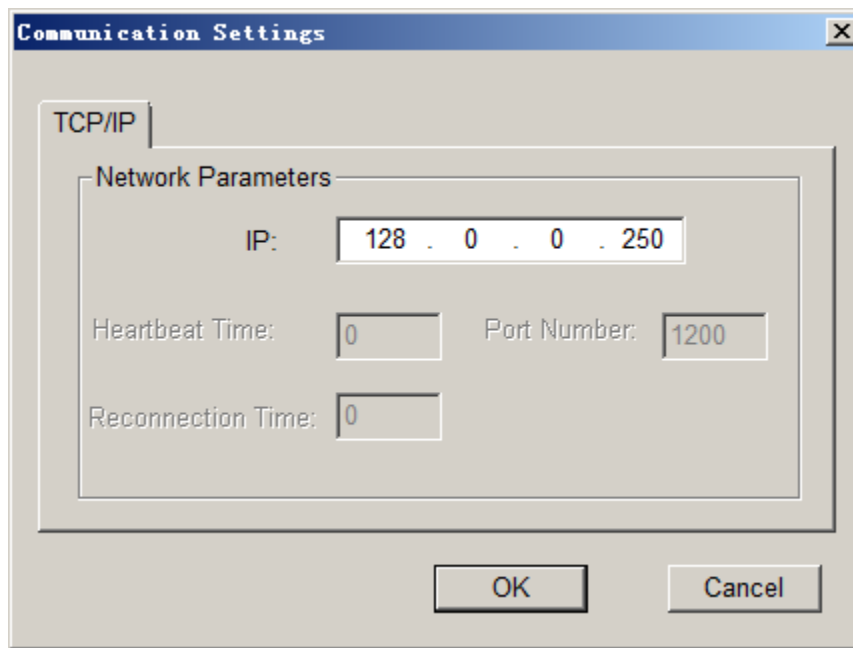 Communication Settings
TCP/IP
Network Parameters
IP: 128 . 0 . 0 . 250
Heartbeat Time: 0 Port Number: 1200
Reconnection Time: 0
OK Cancel